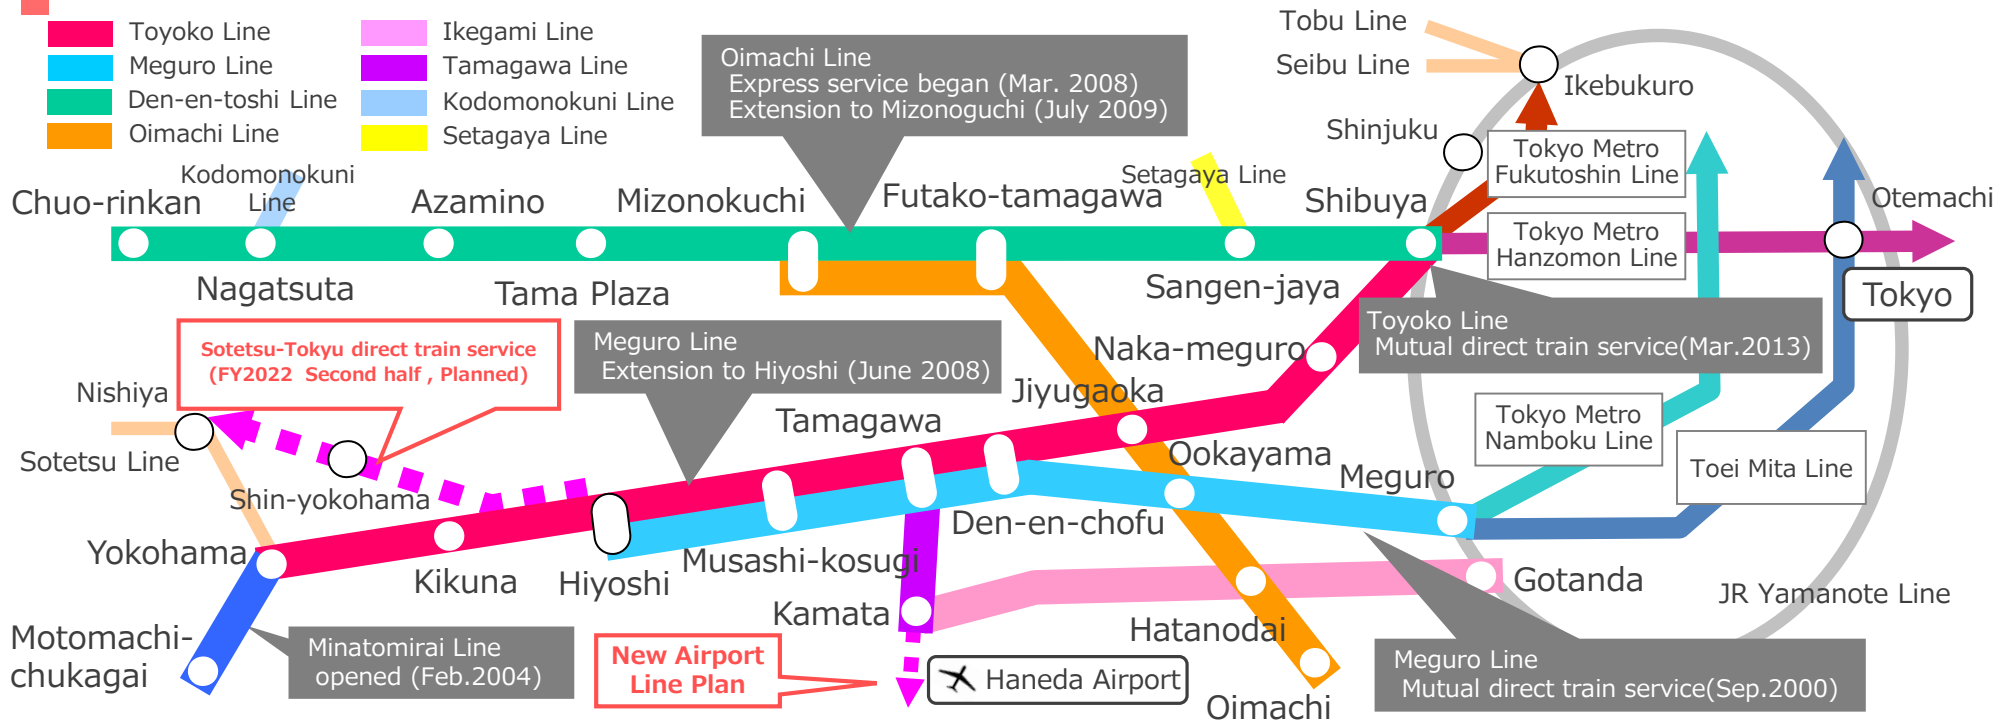 Toyoko Line
Meguro Line
Den-en-toshi Line
Oimachi Line
Ikegami Line
Tamagawa Line
Kodomonokuni Line
Setagaya Line
Oimachi Line
Express service began (Mar. 2008)
Extension to Mizonoguchi (July 2009)
Tobu Line
Seibu Line
Ikebukuro
Shinjuku
Tokyo Metro
Fukutoshin Line
Otemachi
Kodomonokuni
Line
Setagaya Line
Chuo-rinkan
Azamino
Mizonokuchi
Futako-tamagawa
Shibuya
Tokyo Metro
Hanzomon Line
Nagatsuta
Tama Plaza
Sangen-jaya
Tokyo
Sotetsu-Tokyu direct train service
(FY2022 Second half , Planned)
Meguro Line
Extension to Hiyoshi (June 2008)
Toyoko Line
Mutual direct train service(Mar.2013)
Naka-meguro
Nishiya
Jiyugaoka
Tamagawa
Tokyo Metro
Namboku Line
Sotetsu Line
Ookayama
Meguro
Toei Mita Line
Shin-yokohama
Den-en-chofu
Yokohama
Kikuna
Hiyoshi
Musashi-kosugi
Gotanda
JR Yamanote Line
Kamata
Hatanodai
Motomachi-
chukagai
Minatomirai Line
opened (Feb.2004)
New Airport
Line Plan
Haneda Airport
Oimachi
Meguro Line
Mutual direct train service(Sep.2000)